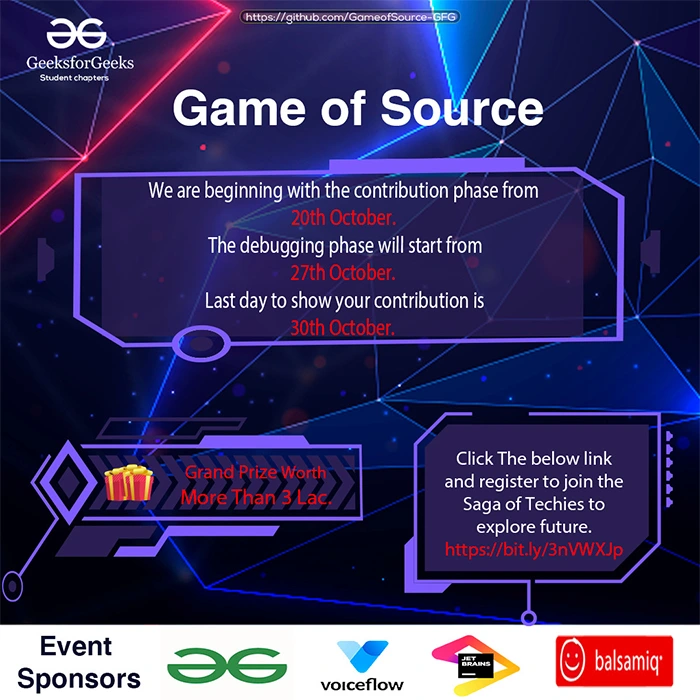 https://github.com/GameofSource-GFG
GeeksforGeeks
Student chapters
Game of Source
We are beginning with the contribution phase from
20th October.
The debugging phase will start from
27th October.
Last day to show your contribution is
30th October.
Grand Prize Worth
More Than 3 Lac.
Click The below link
and register to join the
Saga of Techies to
explore future.
https://bit.ly/3nVWXJp
Event
Sponsors
voiceflow
JET
BRAINS
balsamiq®